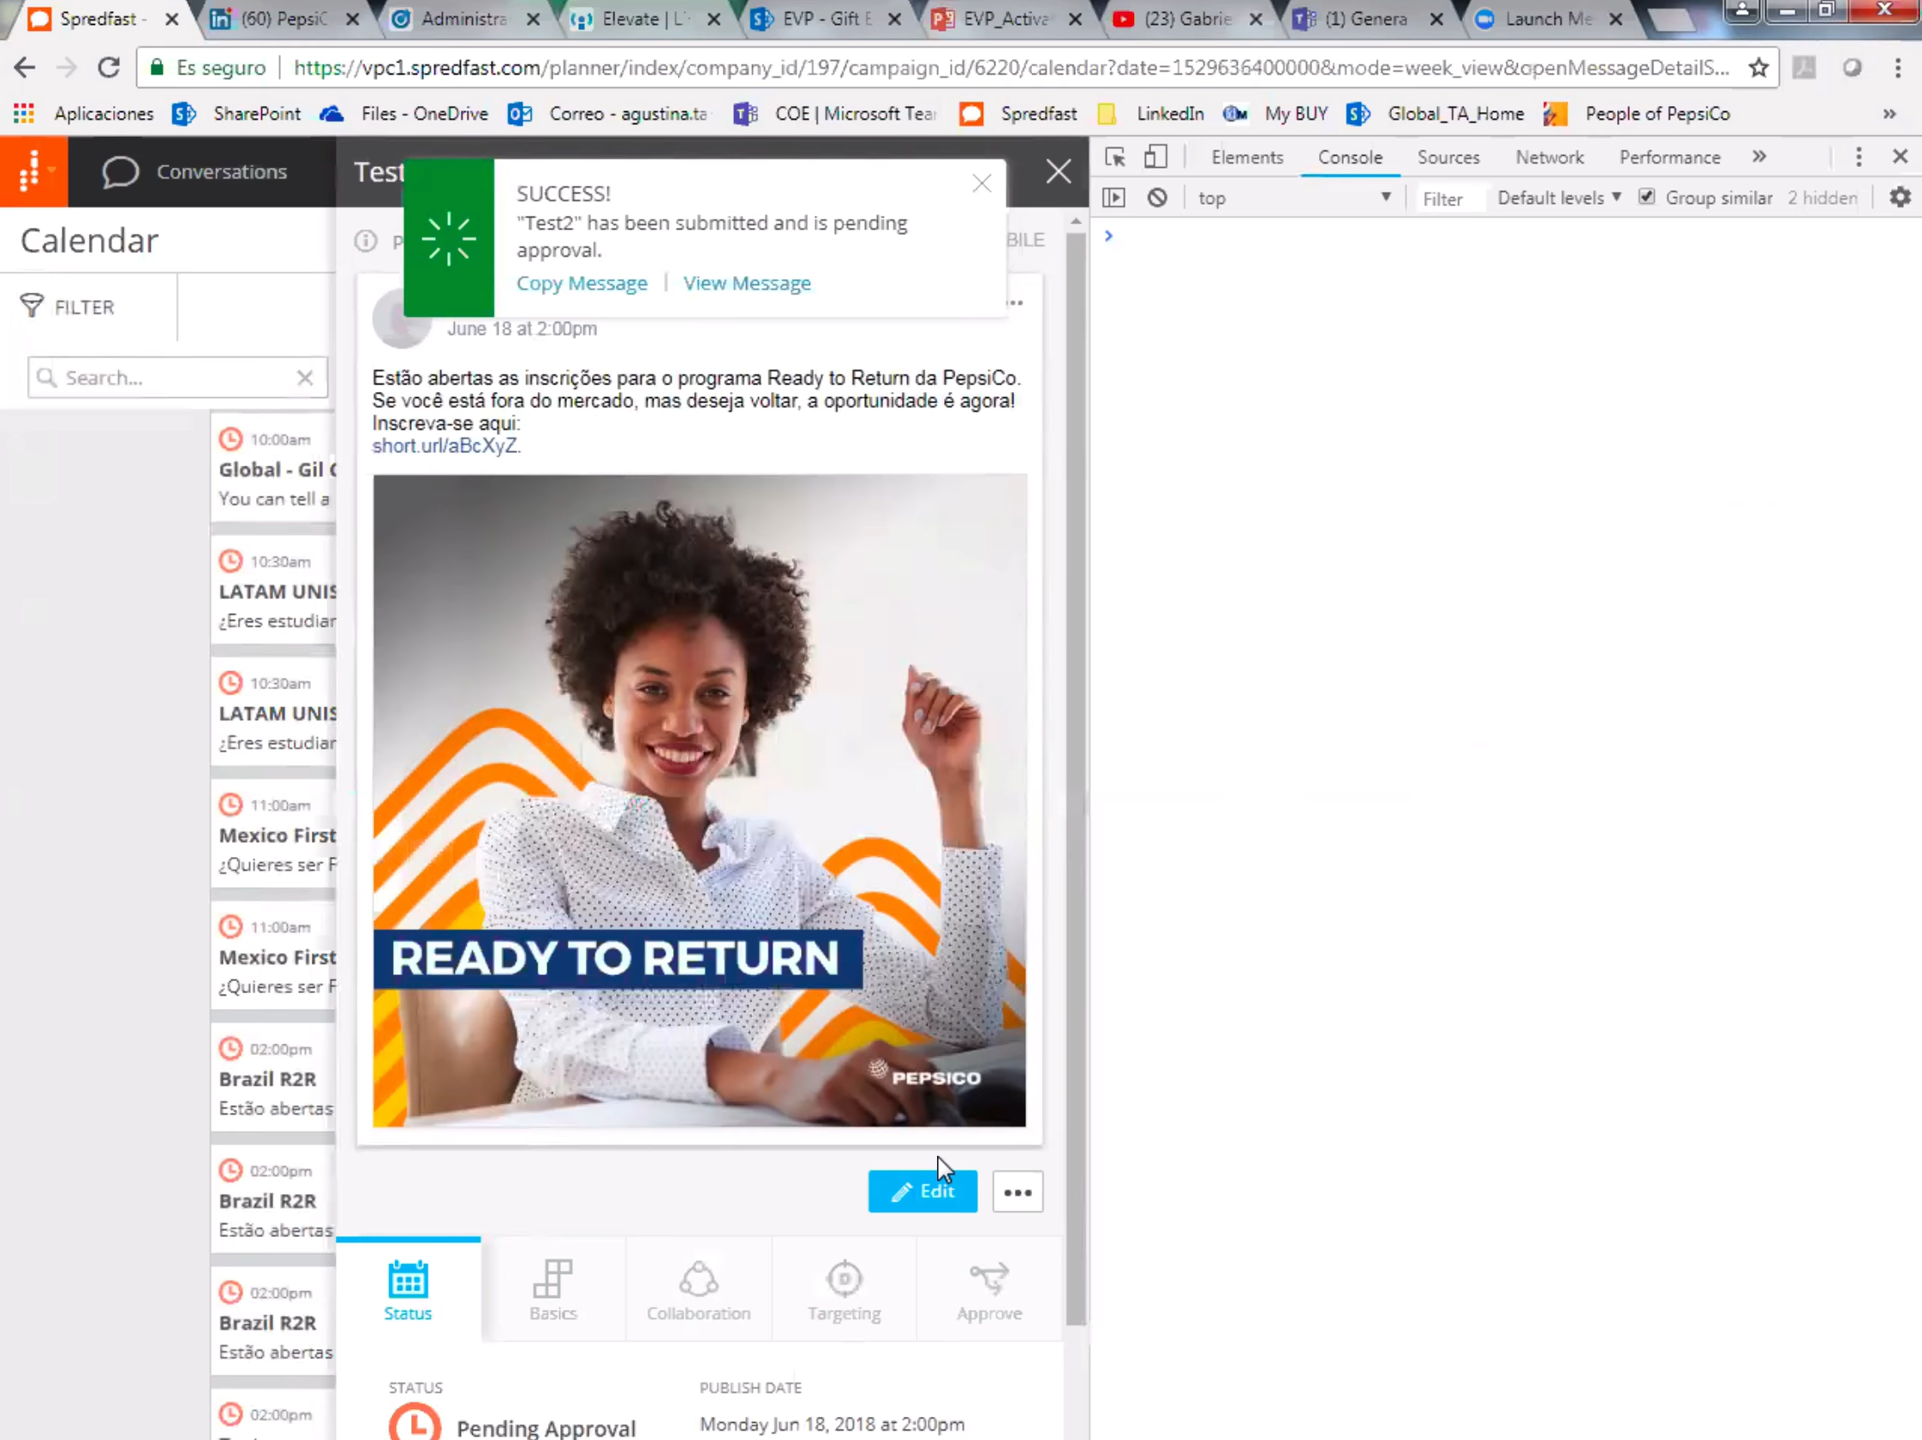 Spredfast -
(60) PepsiC
Administra
Elevate | L'
EVP - Gift E
EVP_Activa
(23) Gabrie
(1) Genera
Launch Me
Es seguro
https://vpc1.spredfast.com/planner/index/company_id/197/campaign_id/6220/calendar?date=1529636400000&mode=week_view&openMessageDetailS...
Aplicaciones
SharePoint
Files - OneDrive
Correo - agustina.ta
COE | Microsoft Tea
Spredfast
LinkedIn
My BUY
Global_TA_Home
People of PepsiCo
»
Conversations
Test
Elements
Console
Sources
Network
Performance
»
top
Filter
Default levels
Group similar
2 hidden
SUCCESS!
"Test2" has been submitted and is pending
approval.
Copy Message | View Message
Calendar
P
BILE
FILTER
Search...
June 18 at 2:00pm
Estão abertas as inscrições para o programa Ready to Return da PepsiCo.
Se você está fora do mercado, mas deseja voltar, a oportunidade é agora!
Inscreva-se aqui:
short.url/aBcXyZ.
READY TO RETURN
PEPSICO
10:00am
Global - Gil C
You can tell a
10:30am
LATAM UNIS
¿Eres estudiar
10:30am
LATAM UNIS
¿Eres estudiar
11:00am
Mexico First
¿Quieres ser F
11:00am
Mexico First
¿Quieres ser F
02:00pm
Brazil R2R
Estão abertas
02:00pm
Brazil R2R
Estão abertas
02:00pm
Brazil R2R
Estão abertas
02:00pm
Edit
Status
Basics
Collaboration
Targeting
Approve
STATUS
Pending Approval
PUBLISH DATE
Monday Jun 18, 2018 at 2:00pm